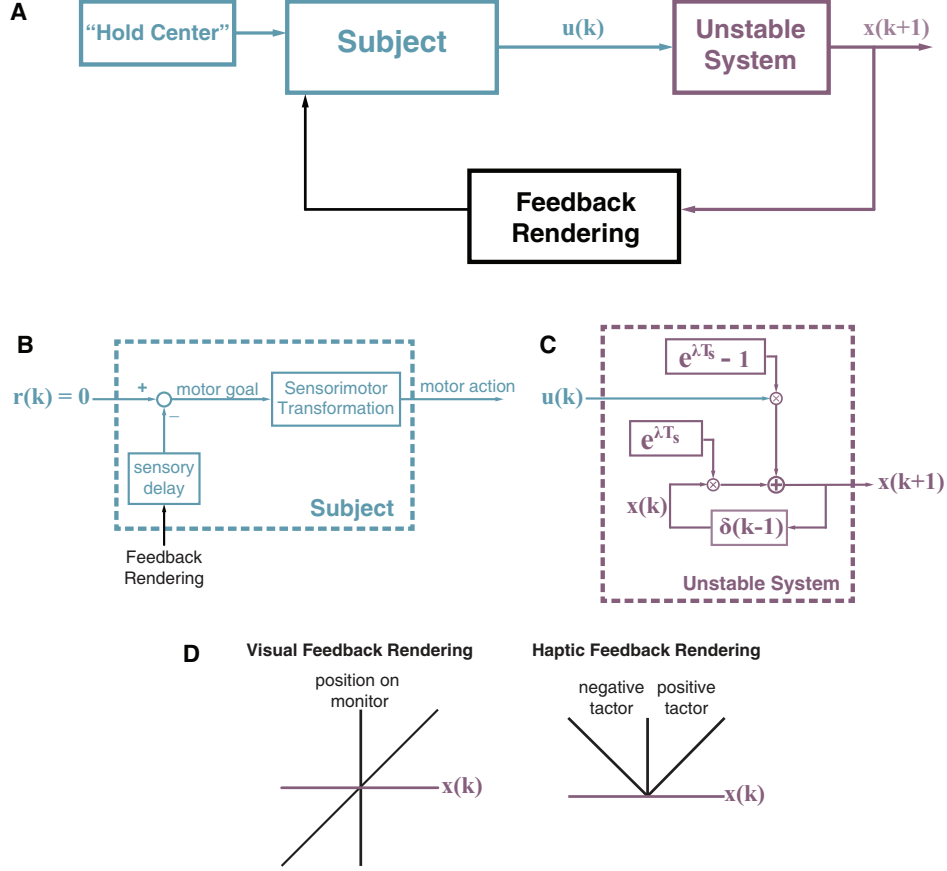 A
“Hold Center”
Subject
u(k)
Unstable
System
x(k+1)
Feedback
Rendering
B
r(k) = 0
+
–
motor goal
Sensorimotor
Transformation
motor action
sensory
delay
Subject
Feedback
Rendering
C
e^λTs - 1
u(k)
⊗
e^λTs
⊗
⊕
x(k+1)
x(k)
δ(k-1)
Unstable System
D
Visual Feedback Rendering
position on
monitor
x(k)
Haptic Feedback Rendering
negative
tactor
positive
tactor
x(k)